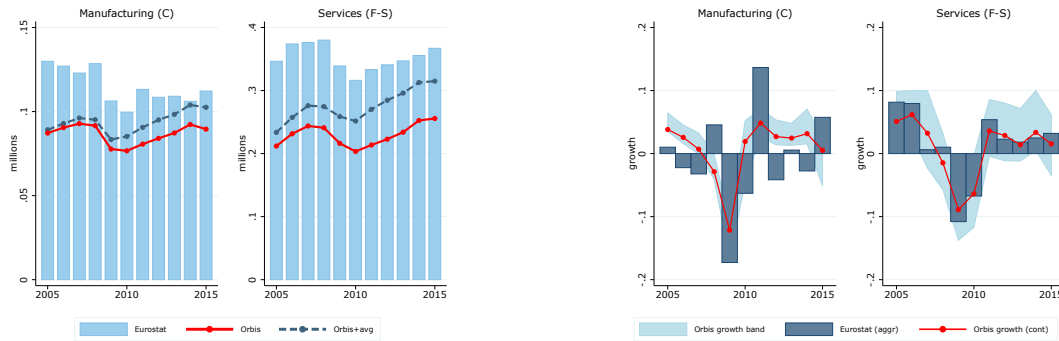 Manufacturing (C)
Services (F-S)
millions
0
.05
.1
.15
2005
2010
2015
millions
0
.1
.2
.3
.4
2005
2010
2015
Eurostat
Orbis
Orbis+avg
Manufacturing (C)
Services (F-S)
growth
-.2
-.1
0
.1
.2
2005
2010
2015
growth
-.2
-.1
0
.1
.2
2005
2010
2015
Orbis growth band
Eurostat (aggr)
Orbis growth (cont)